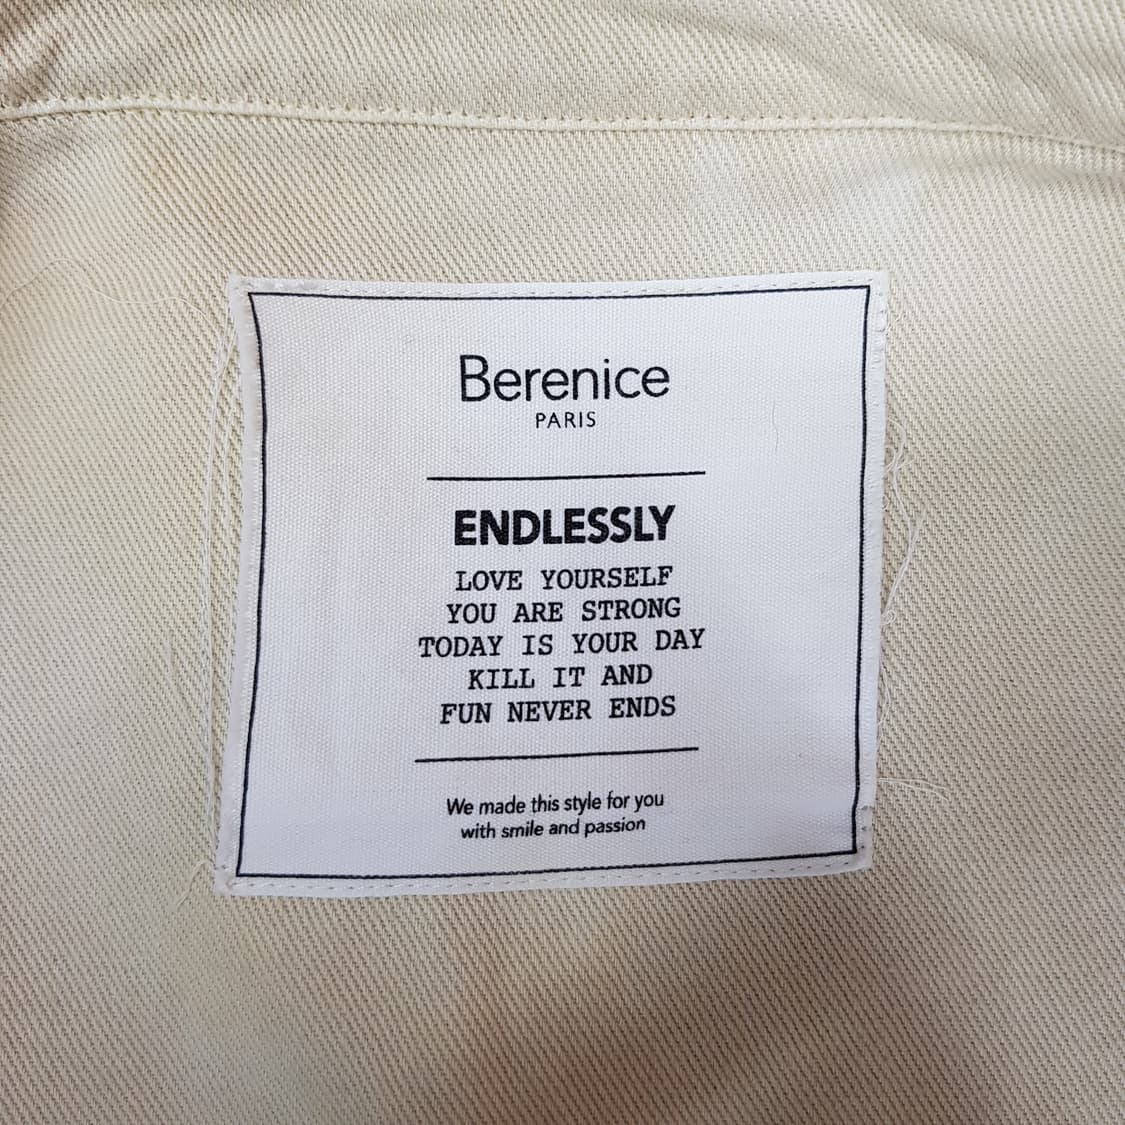 Berenice
PARIS
ENDLESSLY
LOVE YOURSELF
YOU ARE STRONG
TODAY IS YOUR DAY
KILL IT AND
FUN NEVER ENDS
We made this style for you
with smile and passion